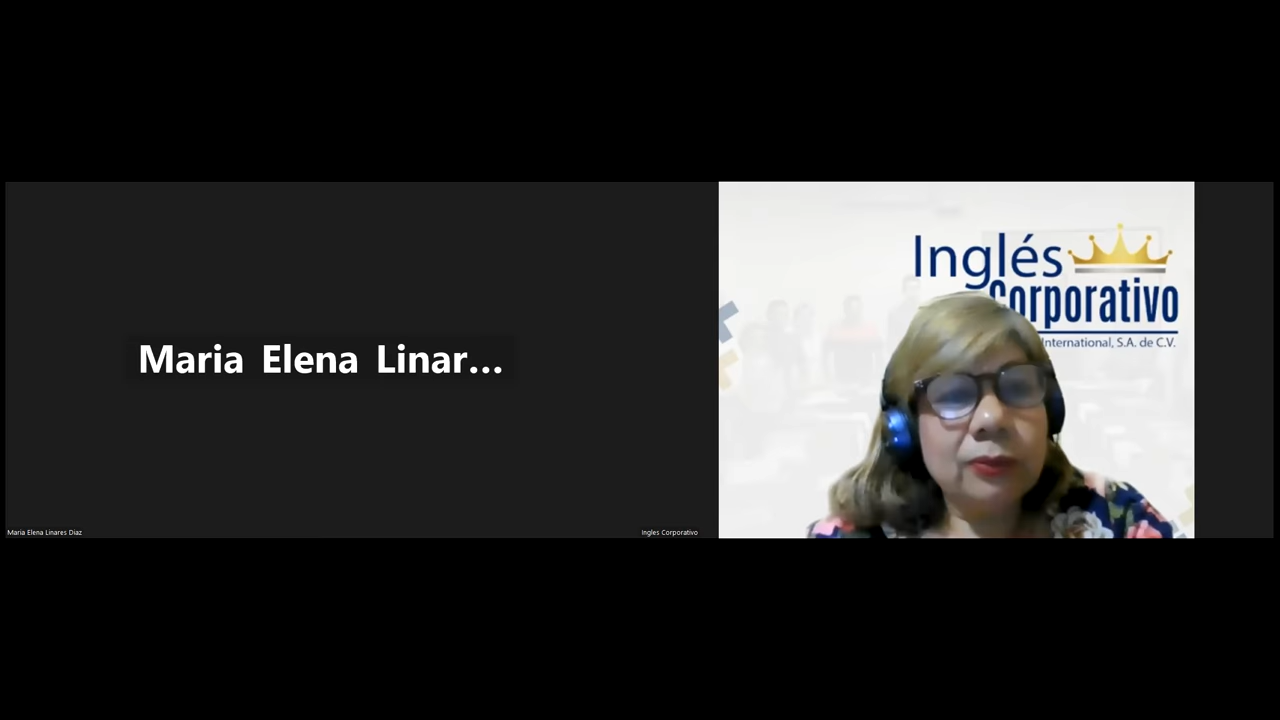 Maria Elena Linar...
Maria Elena Linares Diaz
Ingles Corporativo
Inglés
Corporativo
International, S.A. de C.V.